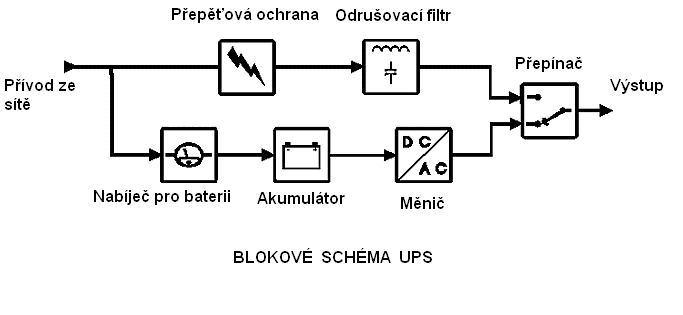 Přepěťová ochrana
Odrušovací filtr
Přívod ze
sítě
Přepínač
Výstup
D C
A C
Nabíječ pro baterii
Akumulátor
Měnič
BLOKOVÉ SCHÉMA UPS